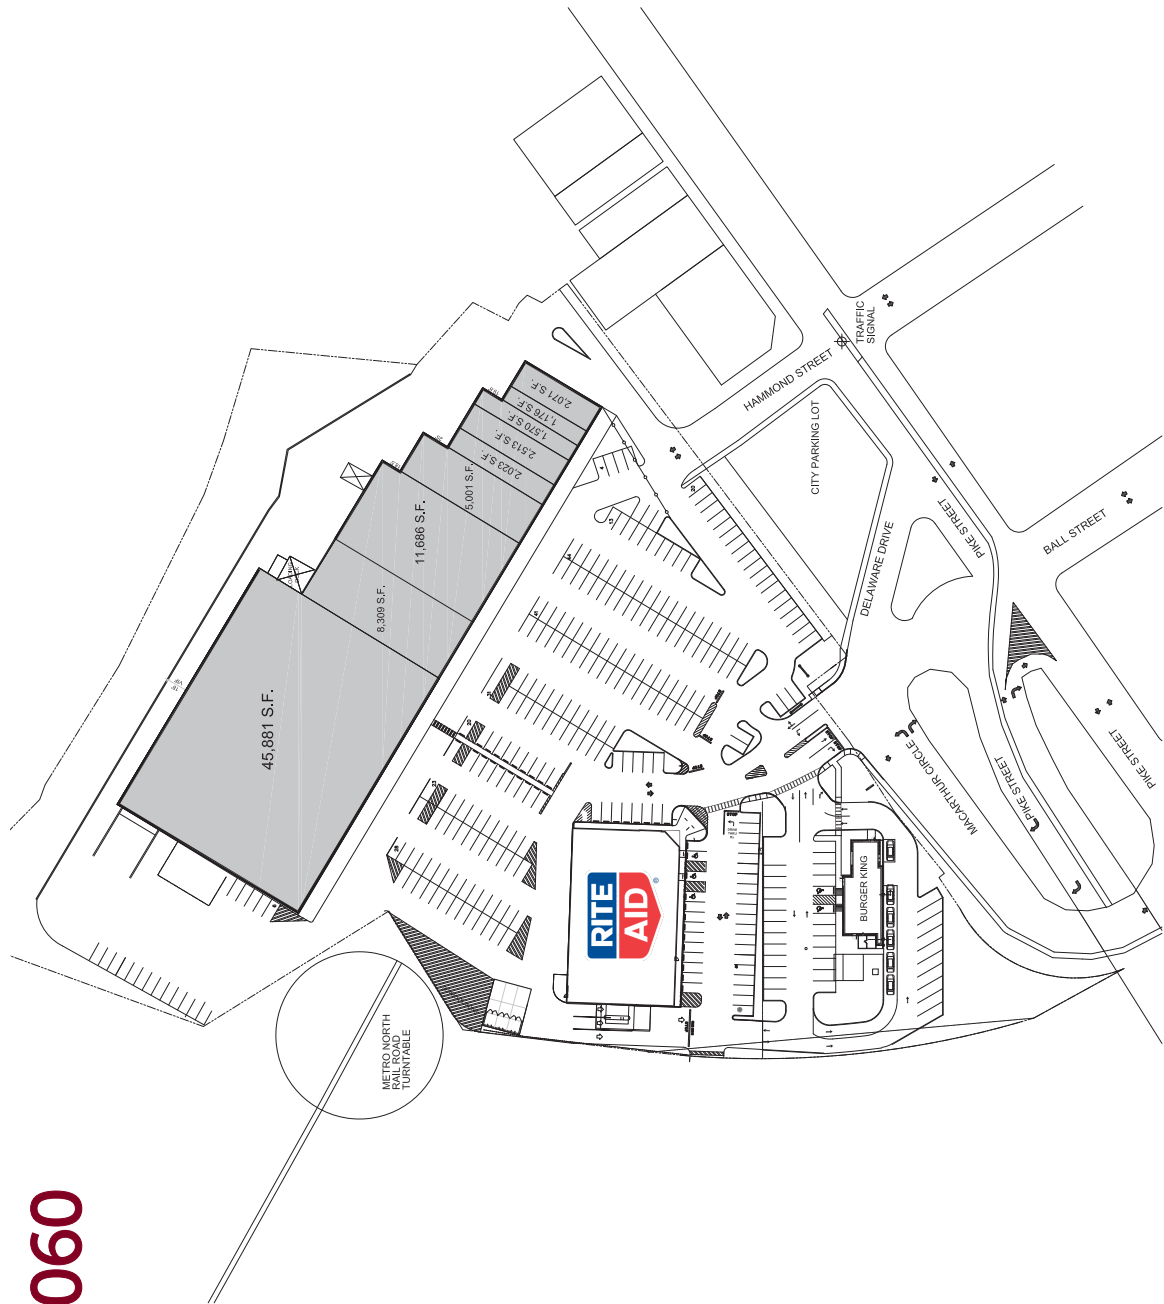 2,071 S.F.
1,176 S.F.
1,570 S.F.
2,513 S.F.
2,023 S.F.
5,001 S.F.
11,686 S.F.
8,309 S.F.
45,881 S.F.
TRAFFIC
SIGNAL
HAMMOND STREET
CITY PARKING LOT
PIKE STREET
BALL STREET
DELAWARE DRIVE
MACARTHUR CIRCLE
PIKE STREET
PIKE STREET
RITE
AID
®
BURGER KING
METRO NORTH
RAIL ROAD
TURNTABLE
060